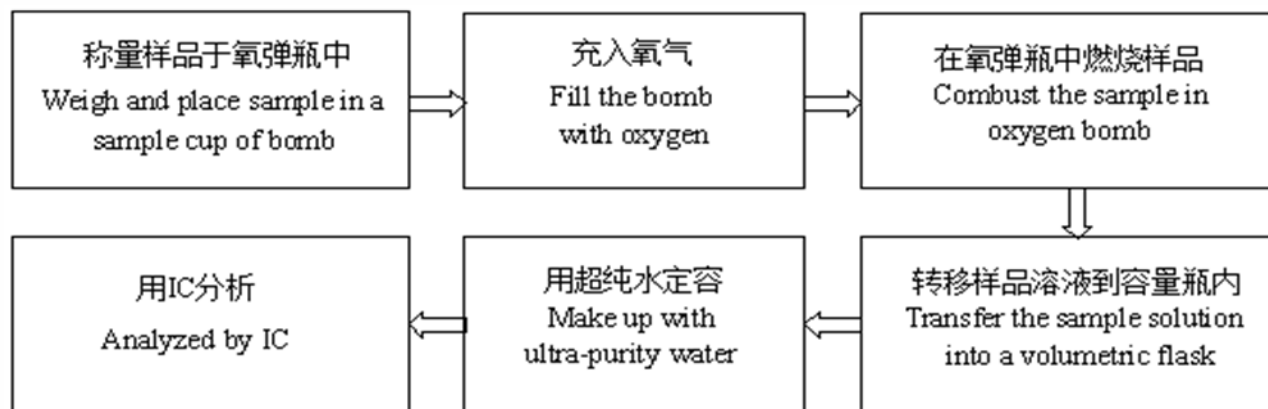 称量样品于氧弹瓶中
Weigh and place sample in a
sample cup of bomb
充入氧气
Fill the bomb
with oxygen
在氧弹瓶中燃烧样品
Combust the sample in
oxygen bomb
转移样品溶液到容量瓶内
Transfer the sample solution
into a volumetric flask
用超纯水定容
Make up with
ultra-purity water
用IC分析
Analyzed by IC